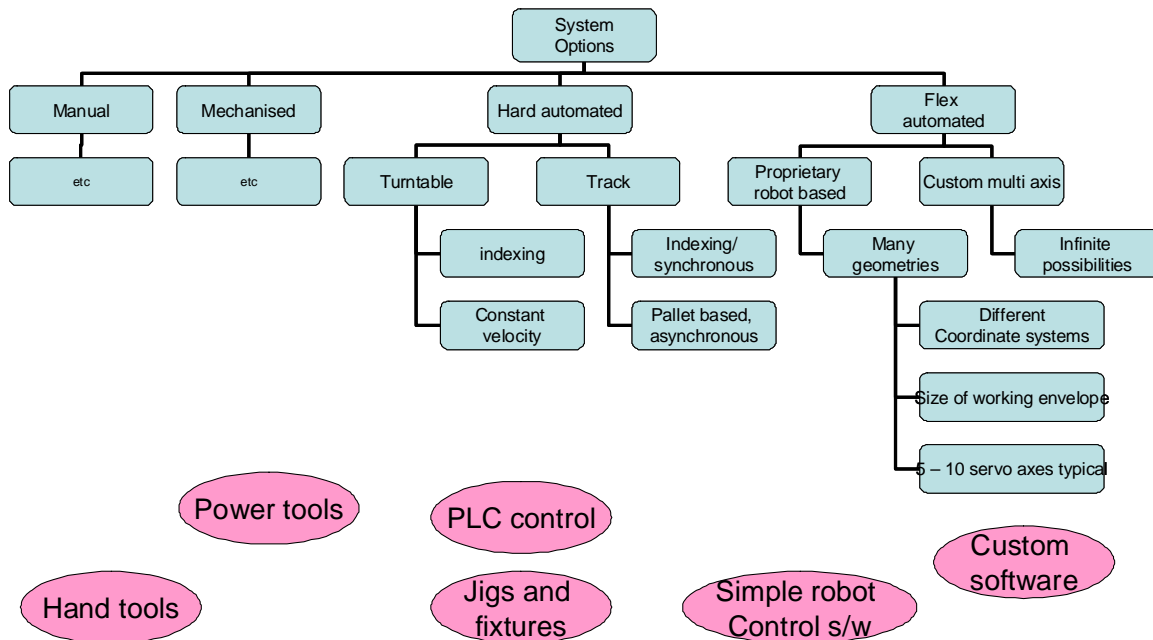 System
Options
Manual
Mechanised
Hard automated
Flex
automated
etc
etc
Turntable
Track
Proprietary
robot based
Custom multi axis
indexing
Indexing/
synchronous
Many
geometries
Infinite
possibilities
Constant
velocity
Pallet based,
asynchronous
Different
Coordinate systems
Size of working envelope
5 – 10 servo axes typical
Power tools
PLC control
Custom
software
Hand tools
Jigs and
fixtures
Simple robot
Control s/w